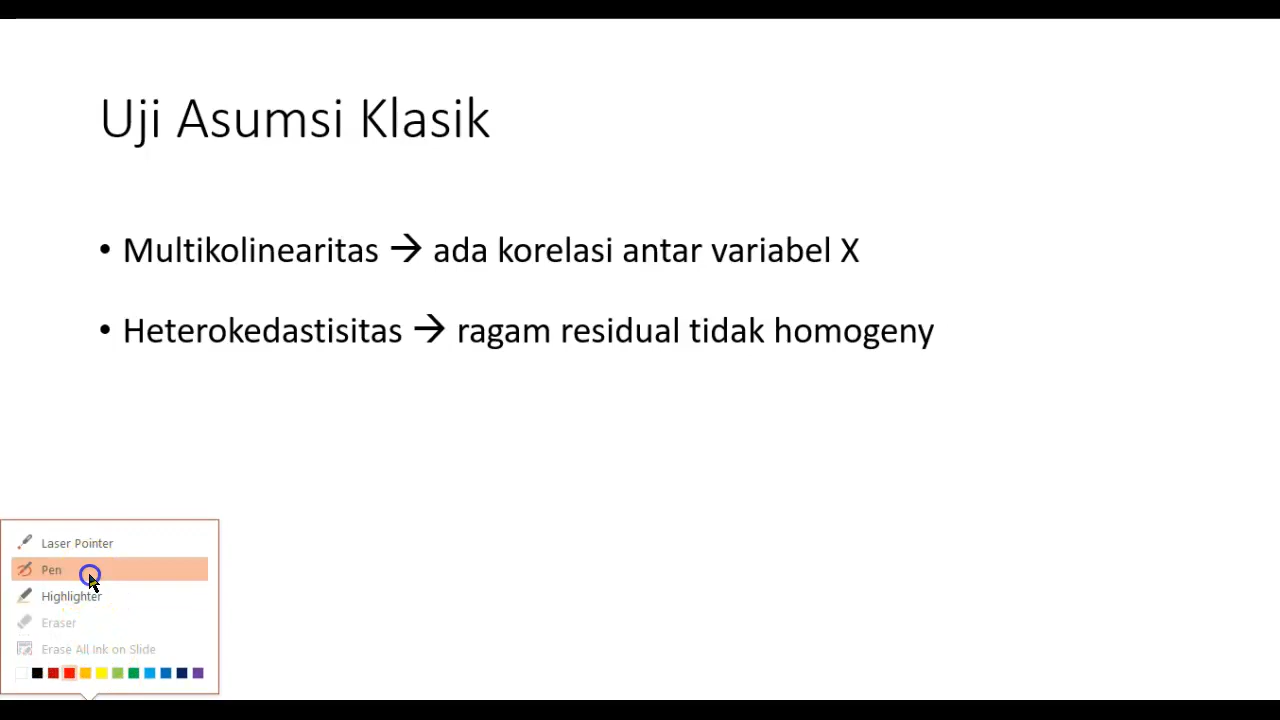 Uji Asumsi Klasik
• Multikolinearitas → ada korelasi antar variabel X
• Heterokedastisitas → ragam residual tidak homogeny
Laser Pointer
Pen
Highlighter
Eraser
Erase All Ink on Slide